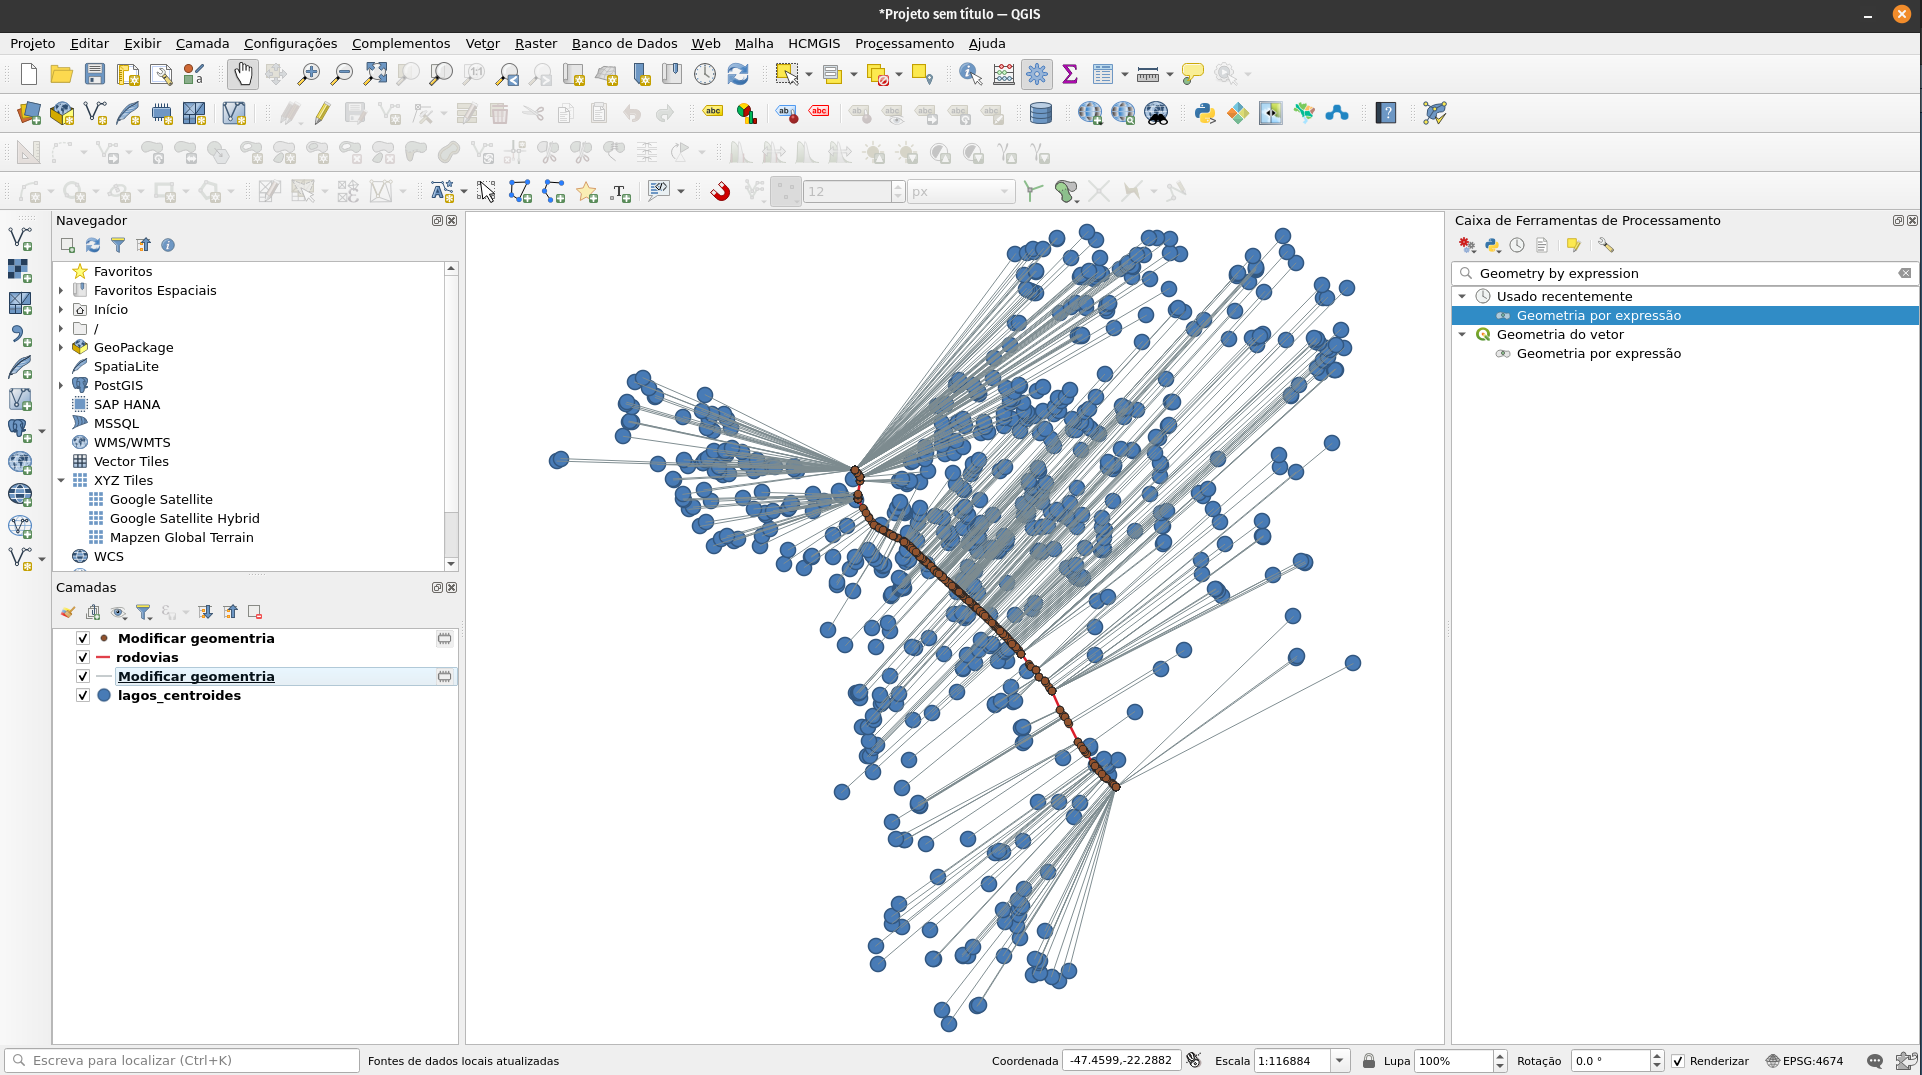 *Projeto sem título — QGIS
Projeto Editar Exibir Camada Configurações Complementos Vetor Raster Banco de Dados Web Malha HCMGIS Processamento Ajuda
12 px
Navegador
Favoritos
Favoritos Espaciais
Início
/
GeoPackage
SpatiaLite
PostGIS
SAP HANA
MSSQL
WMS/WMTS
Vector Tiles
XYZ Tiles
Google Satellite
Google Satellite Hybrid
Mapzen Global Terrain
WCS
Camadas
Modificar geomentria
rodovias
Modificar geomentria
lagos_centroides
Caixa de Ferramentas de Processamento
Geometry by expression
Usado recentemente
Geometria por expressão
Geometria do vetor
Geometria por expressão
Escreva para localizar (Ctrl+K) Fontes de dados locais atualizadas Coordenada -47.4599,-22.2882 Escala 1:116884 Lupa 100% Rotação 0.0 ° Renderizar EPSG:4674